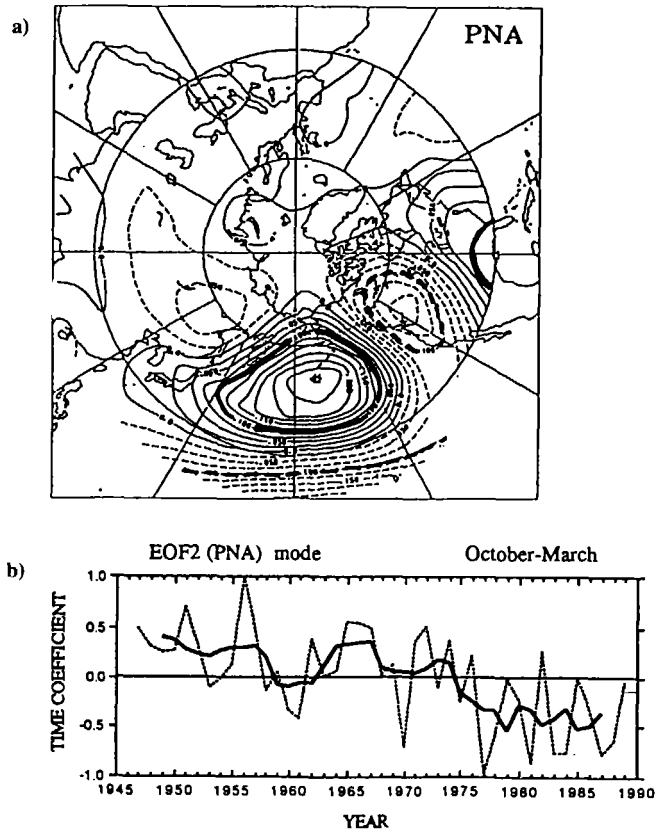 a)
PNA
b)
EOF2 (PNA) mode October-March
TIME COEFFICIENT
1.0
0.5
0.0
-0.5
-1.0
1945 1950 1955 1960 1965 1970 1975 1980 1985 1990
YEAR